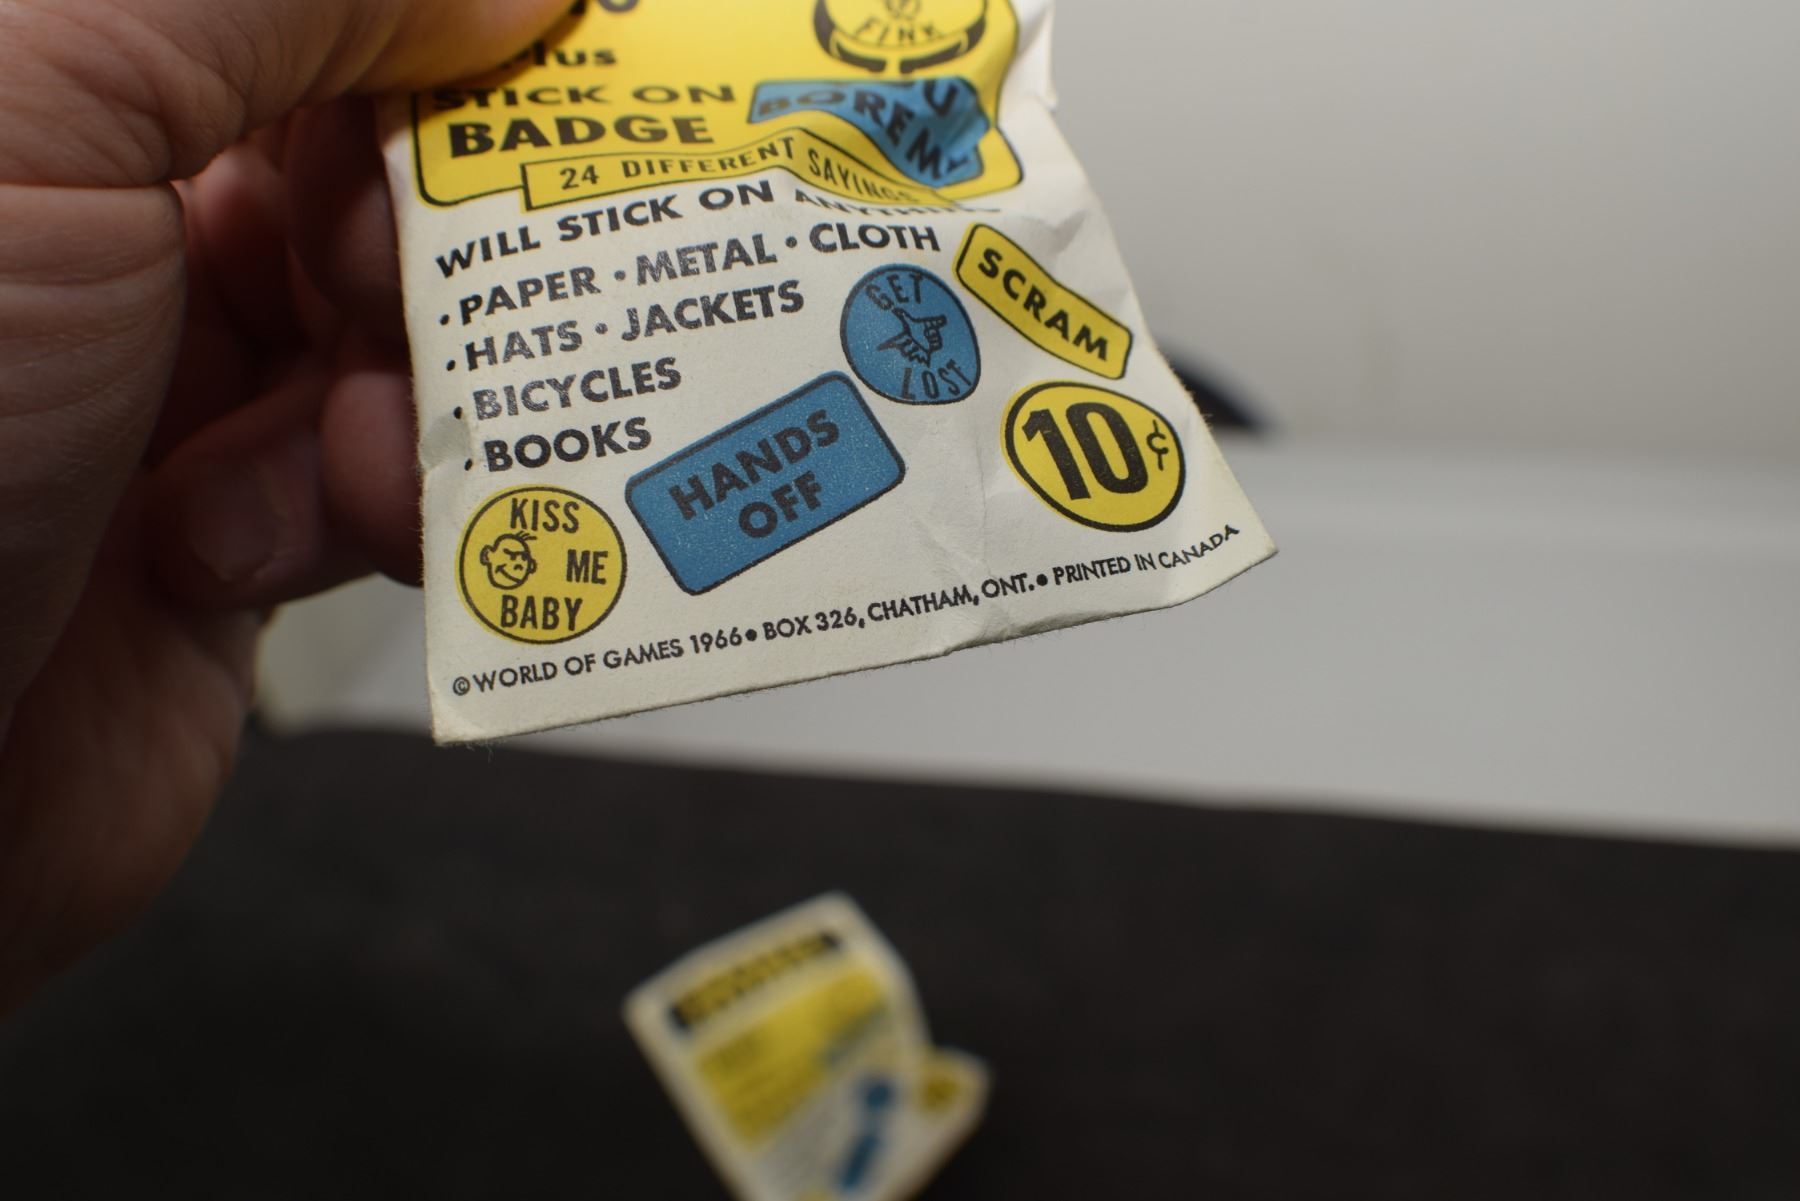 FINK
plus
STICK ON
BADGE
BORE ME
24 DIFFERENT SAYINGS
WILL STICK ON ANYTHING
• PAPER • METAL • CLOTH
• HATS • JACKETS
• BICYCLES
• BOOKS
SCRAM
GET
LOST
HANDS
OFF
10¢
KISS
ME
BABY
© WORLD OF GAMES 1966 • BOX 326, CHATHAM, ONT. • PRINTED IN CANADA